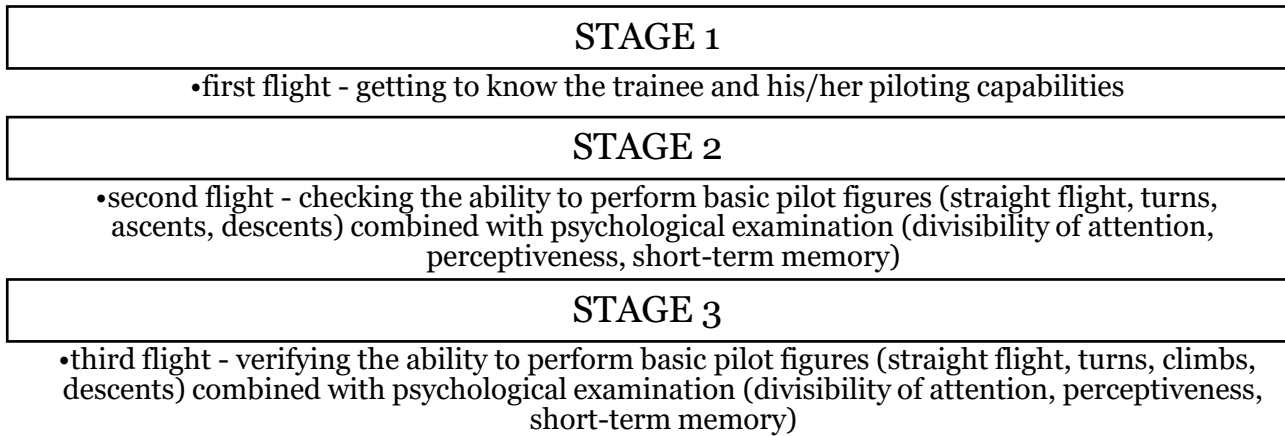 STAGE 1
•first flight - getting to know the trainee and his/her piloting capabilities
STAGE 2
•second flight - checking the ability to perform basic pilot figures (straight flight, turns,
ascents, descents) combined with psychological examination (divisibility of attention,
perceptiveness, short-term memory)
STAGE 3
•third flight - verifying the ability to perform basic pilot figures (straight flight, turns, climbs,
descents) combined with psychological examination (divisibility of attention, perceptiveness,
short-term memory)